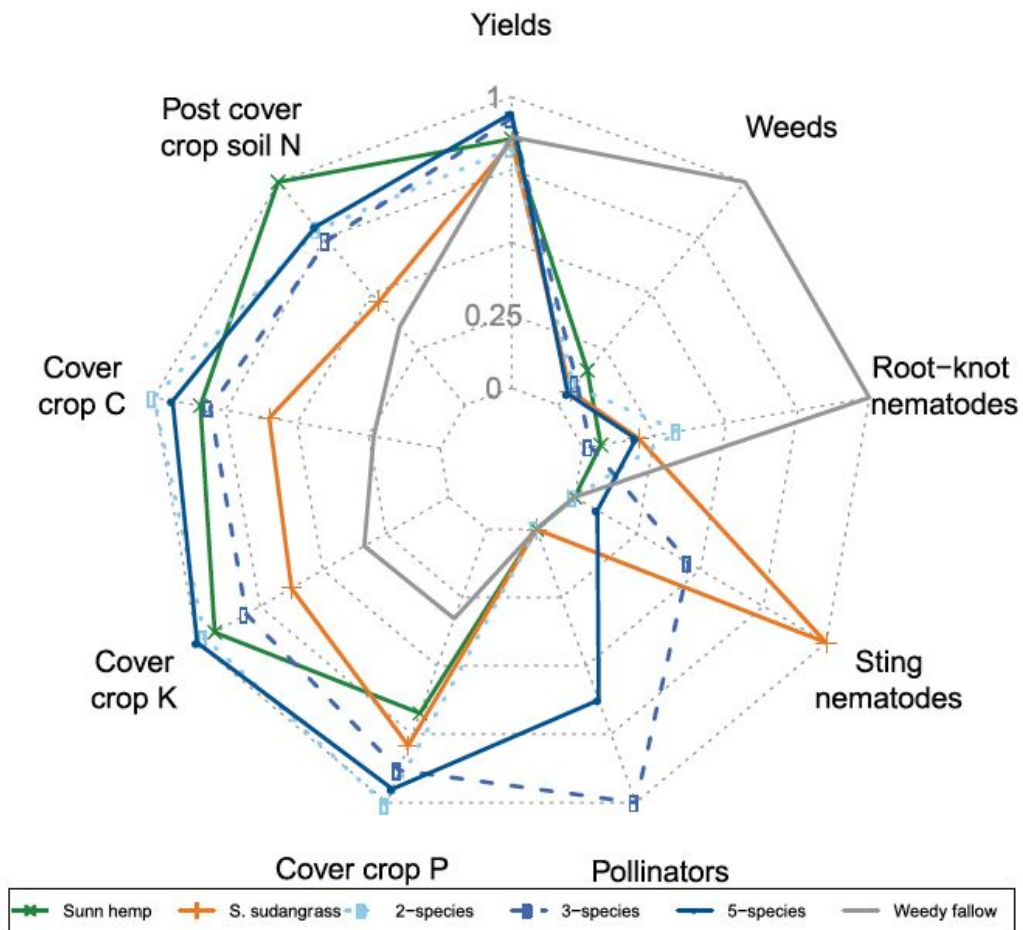 Yields
1
Post cover
crop soil N
Weeds
0.25
Cover
crop C
0
Root−knot
nematodes
Cover
crop K
Sting
nematodes
Cover crop P
Pollinators
Sunn hemp
S. sudangrass
2-species
3-species
5-species
Weedy fallow